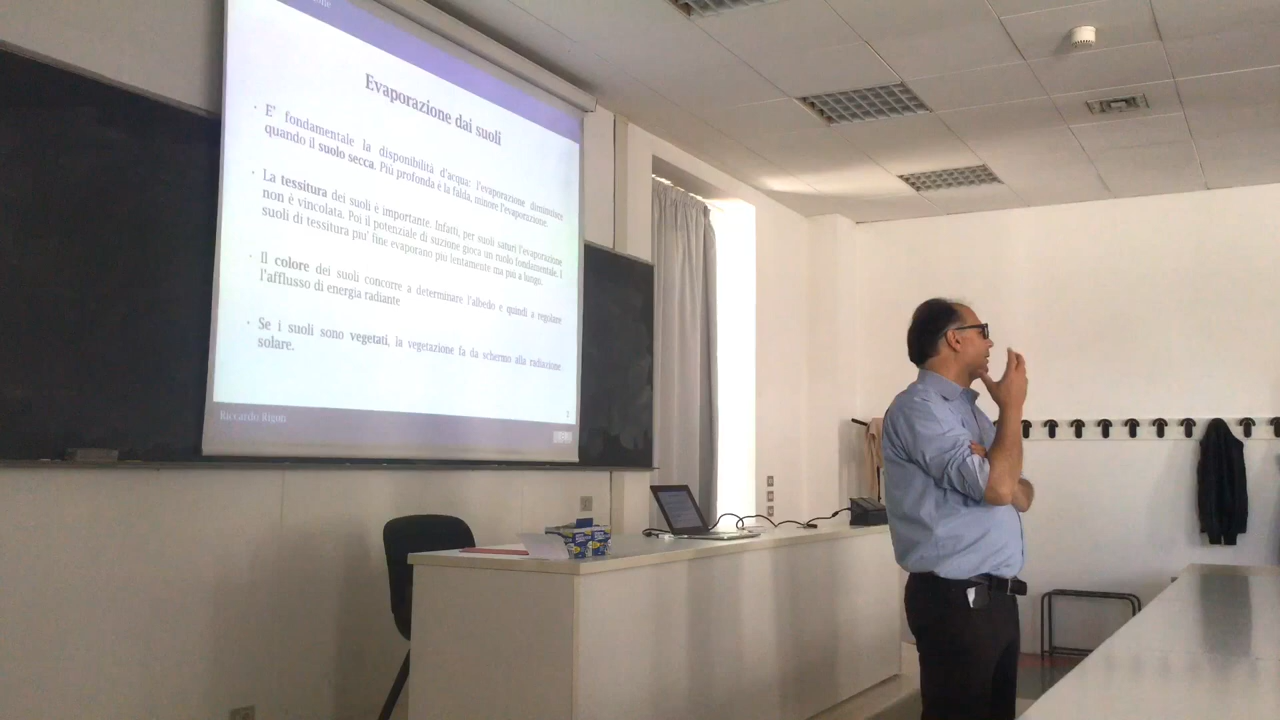 Evaporazione dai suoli
· E' fondamentale la disponibilità d'acqua: l'evaporazione diminuisce
quando il suolo secca. Più profonda è la falda, minore l'evaporazione.
· La tessitura dei suoli è importante. Infatti, per suoli saturi l'evaporazione
non è vincolata. Poi il potenziale di suzione gioca un ruolo fondamentale. I
suoli di tessitura piu' fine evaporano più lentamente ma più a lungo.
· Il colore dei suoli concorre a determinare l'albedo e quindi a regolare
l'afflusso di energia radiante
· Se i suoli sono vegetati, la vegetazione fa da schermo alla radiazione
solare.
Riccardo Rigon